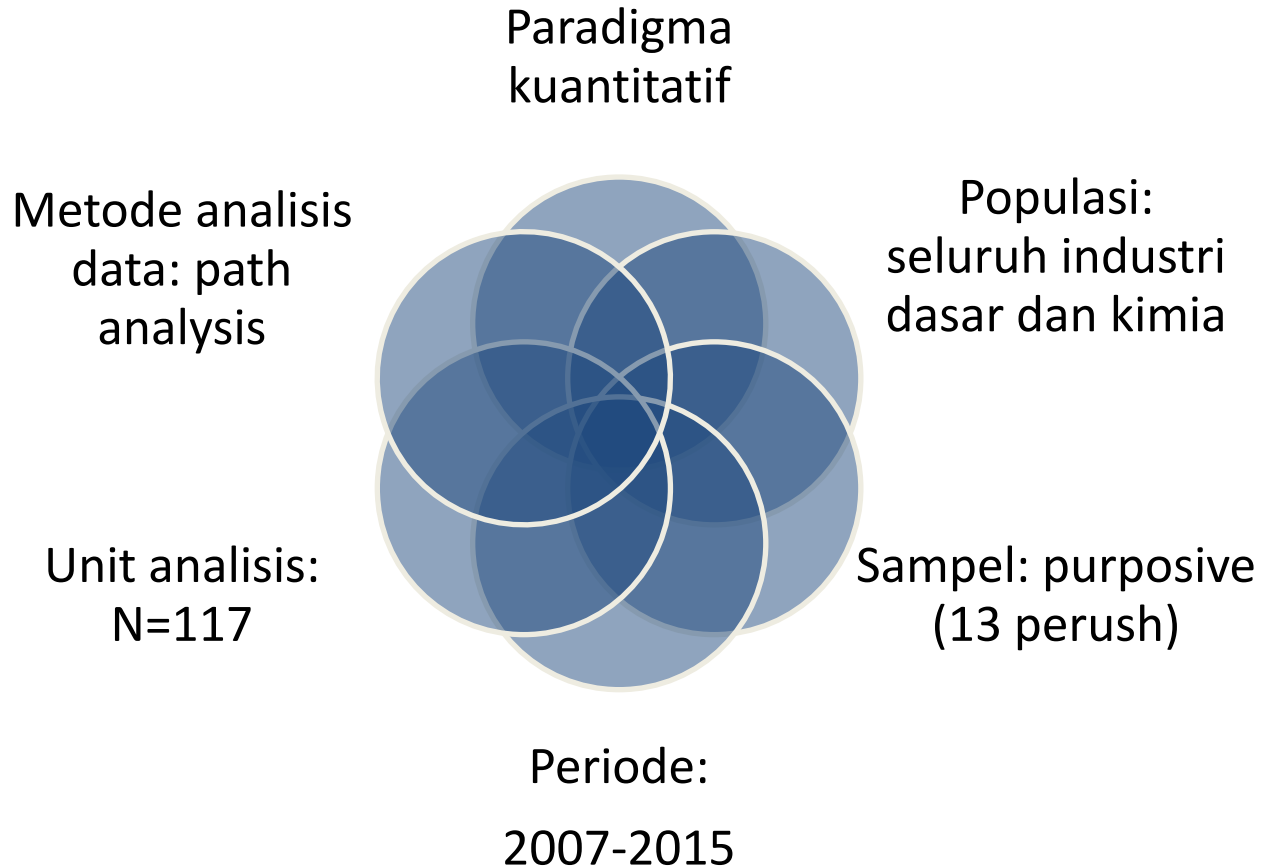 Paradigma
kuantitatif
Populasi:
seluruh industri
dasar dan kimia
Sampel: purposive
(13 perush)
Periode:
2007-2015
Unit analisis:
N=117
Metode analisis
data: path
analysis